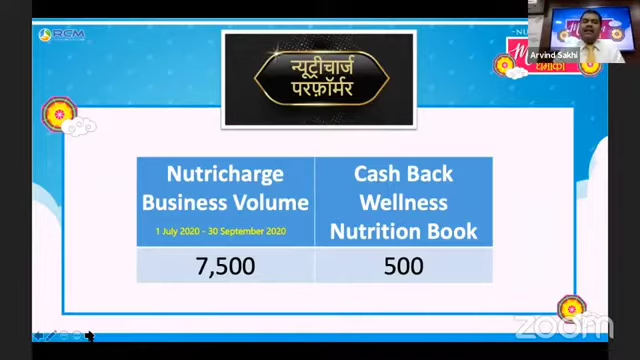 RCM
न्यूट्रीचार्ज
परफ़ॉर्मर
धमाका
Arvind Sakhi
Nutricharge
Business Volume
1 July 2020 - 30 September 2020
Cash Back
Wellness
Nutrition Book
7,500
500
zoom